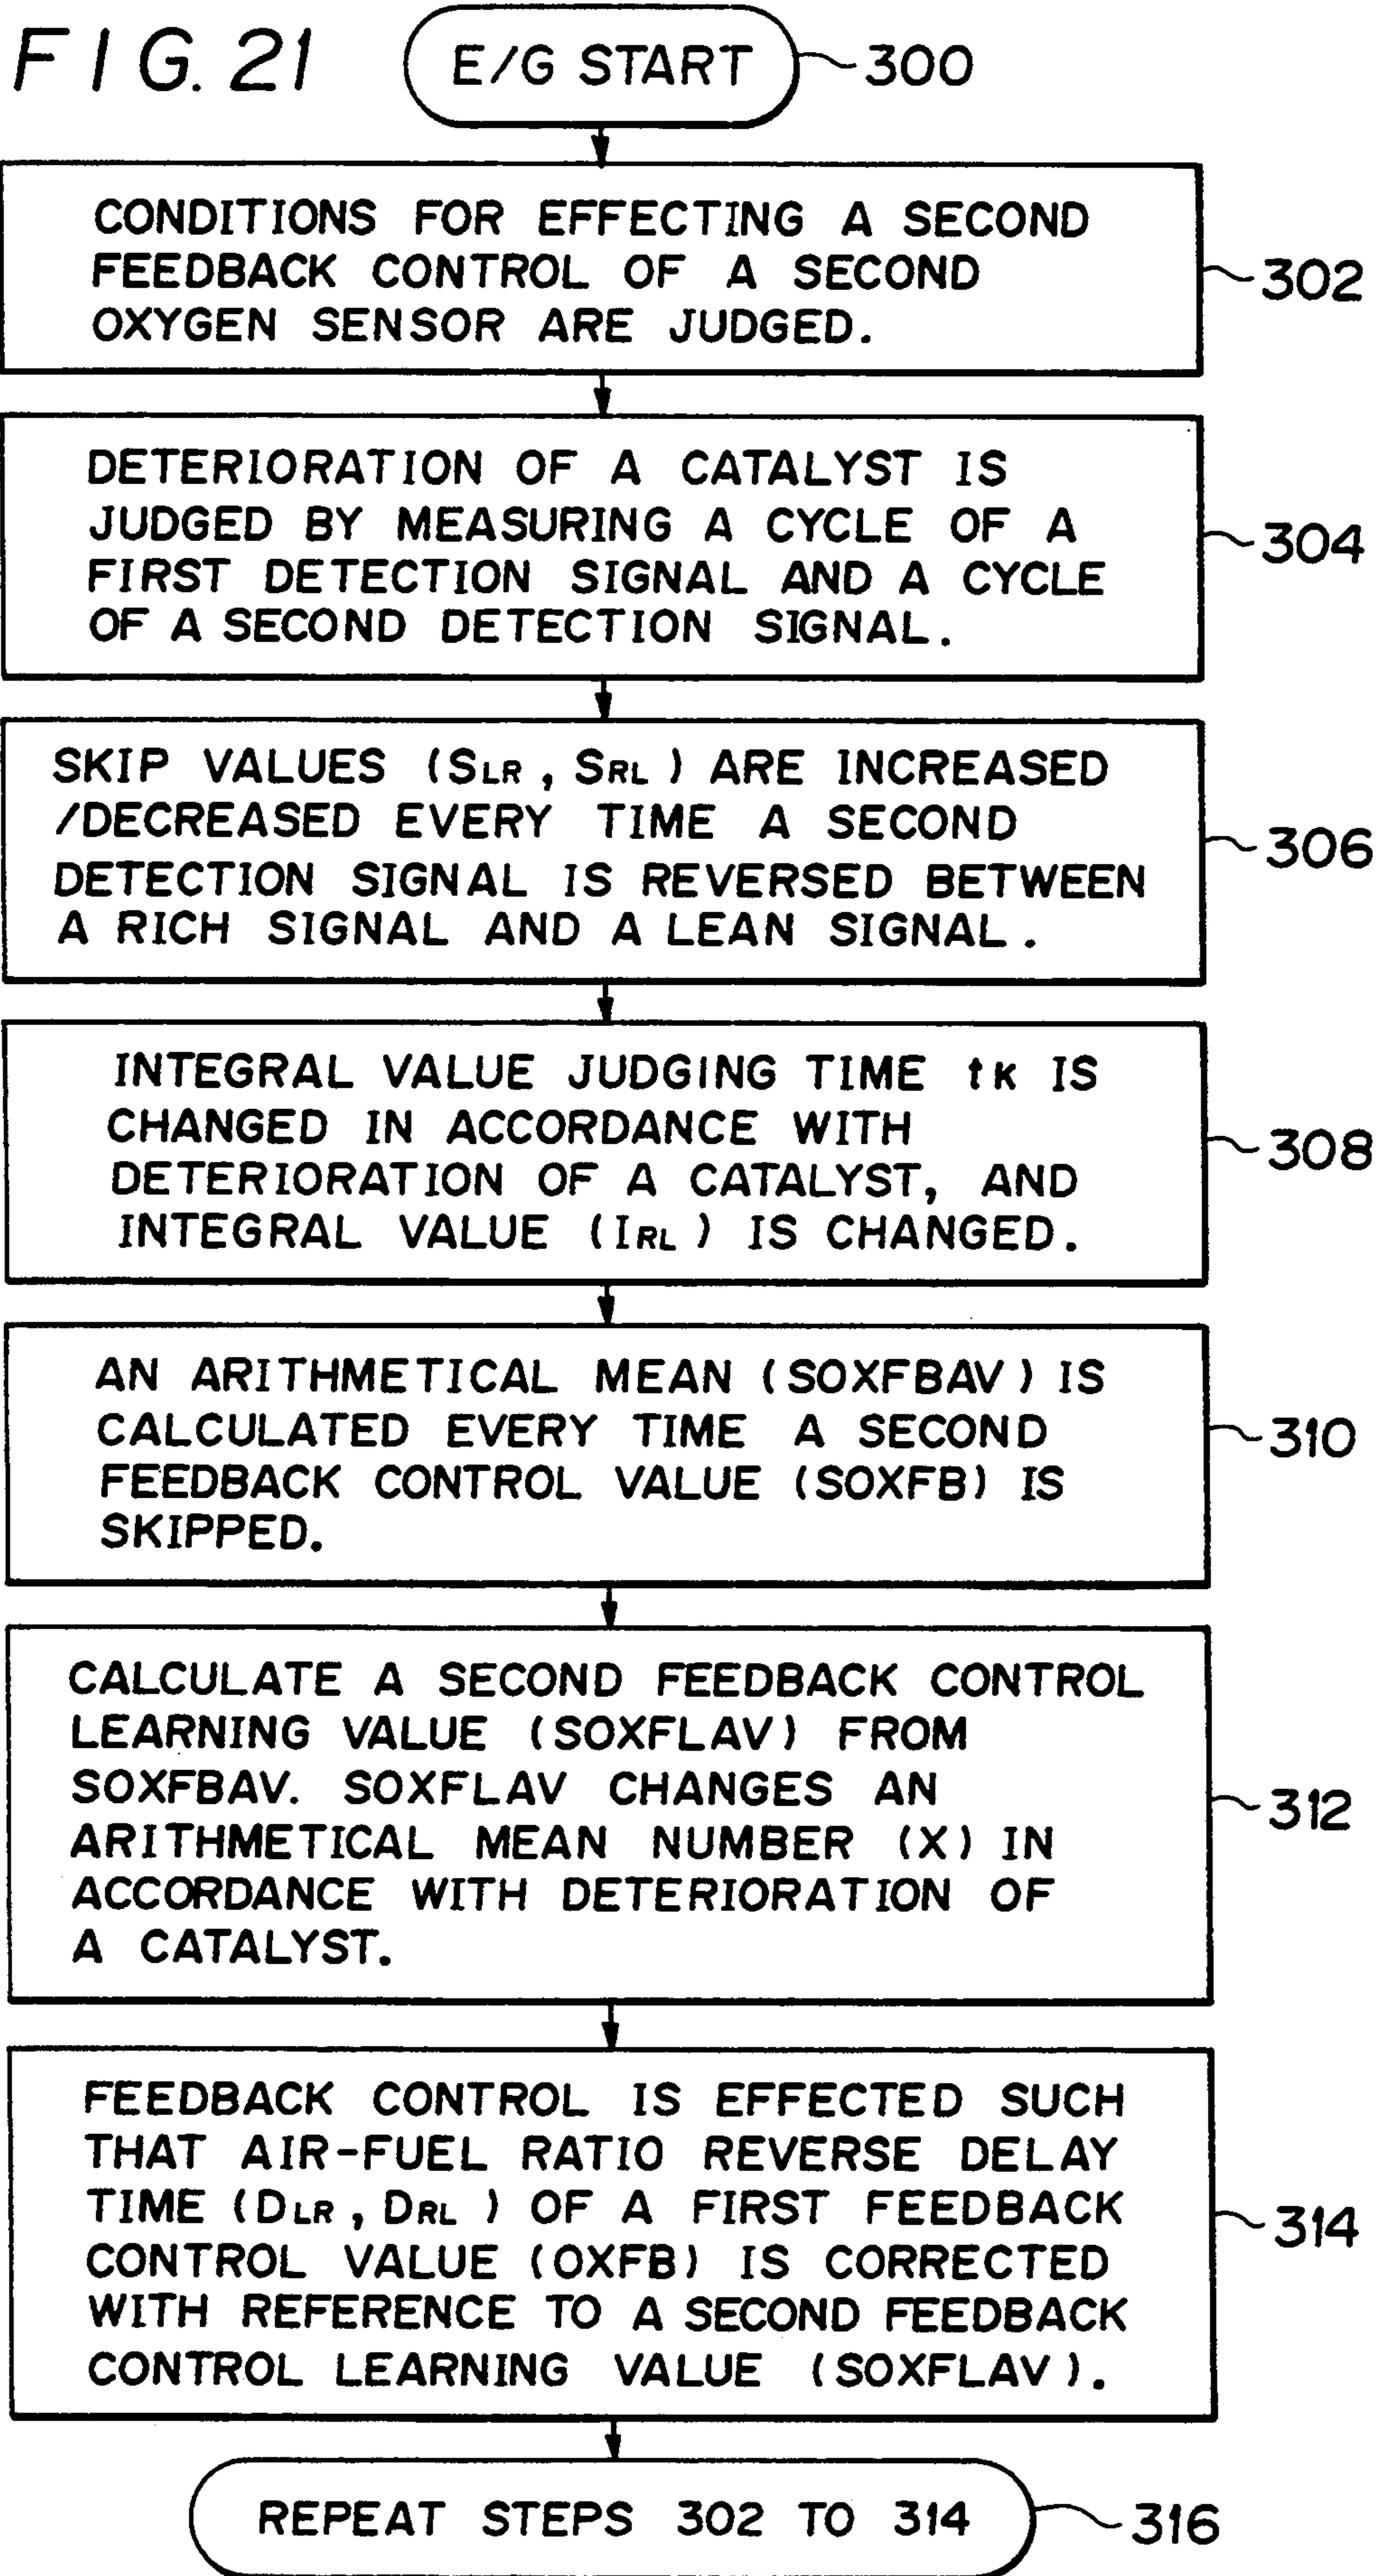 FIG. 21
E/G START
300
CONDITIONS FOR EFFECTING A SECOND
FEEDBACK CONTROL OF A SECOND
OXYGEN SENSOR ARE JUDGED.
302
DETERIORATION OF A CATALYST IS
JUDGED BY MEASURING A CYCLE OF A
FIRST DETECTION SIGNAL AND A CYCLE
OF A SECOND DETECTION SIGNAL.
304
SKIP VALUES (SLR, SRL) ARE INCREASED
/DECREASED EVERY TIME A SECOND
DETECTION SIGNAL IS REVERSED BETWEEN
A RICH SIGNAL AND A LEAN SIGNAL.
306
INTEGRAL VALUE JUDGING TIME tK IS
CHANGED IN ACCORDANCE WITH
DETERIORATION OF A CATALYST, AND
INTEGRAL VALUE (IRL) IS CHANGED.
308
AN ARITHMETICAL MEAN (SOXFBAV) IS
CALCULATED EVERY TIME A SECOND
FEEDBACK CONTROL VALUE (SOXFB) IS
SKIPPED.
310
CALCULATE A SECOND FEEDBACK CONTROL
LEARNING VALUE (SOXFLAV) FROM
SOXFBAV. SOXFLAV CHANGES AN
ARITHMETICAL MEAN NUMBER (X) IN
ACCORDANCE WITH DETERIORATION OF
A CATALYST.
312
FEEDBACK CONTROL IS EFFECTED SUCH
THAT AIR-FUEL RATIO REVERSE DELAY
TIME (DLR, DRL) OF A FIRST FEEDBACK
CONTROL VALUE (OXFB) IS CORRECTED
WITH REFERENCE TO A SECOND FEEDBACK
CONTROL LEARNING VALUE (SOXFLAV).
314
REPEAT STEPS 302 TO 314
316